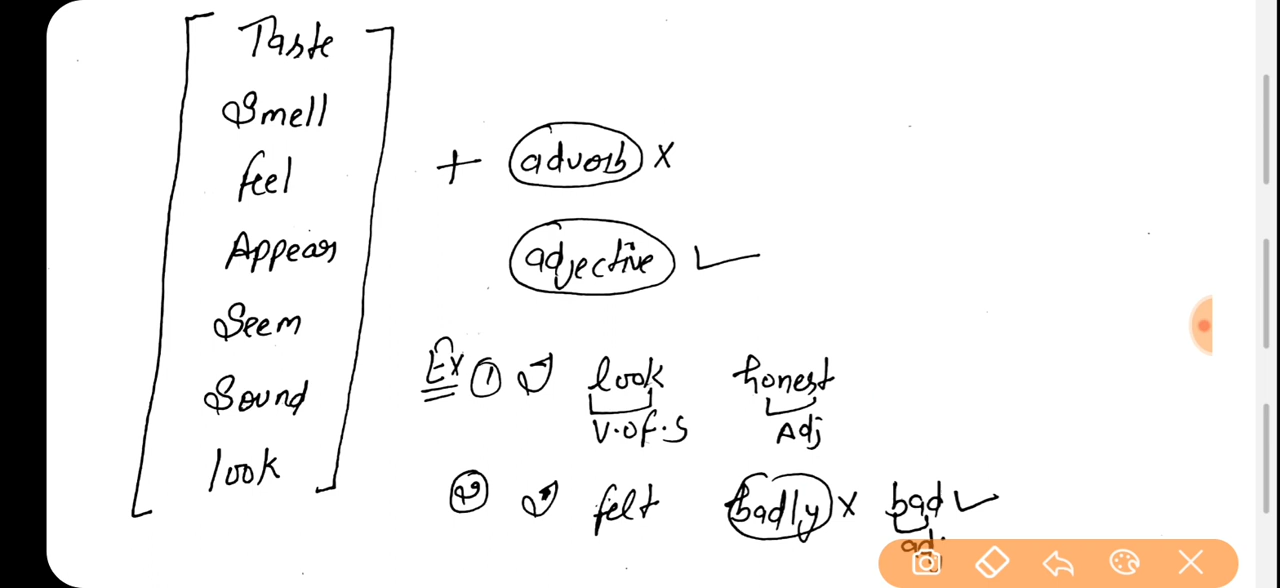 Taste
Smell
feel
+ adverb x
Appear
adjective ✓
Seem
Ex ① I look honest
Sound
V.of.S Adj
look
② I felt badly x bad ✓
adj